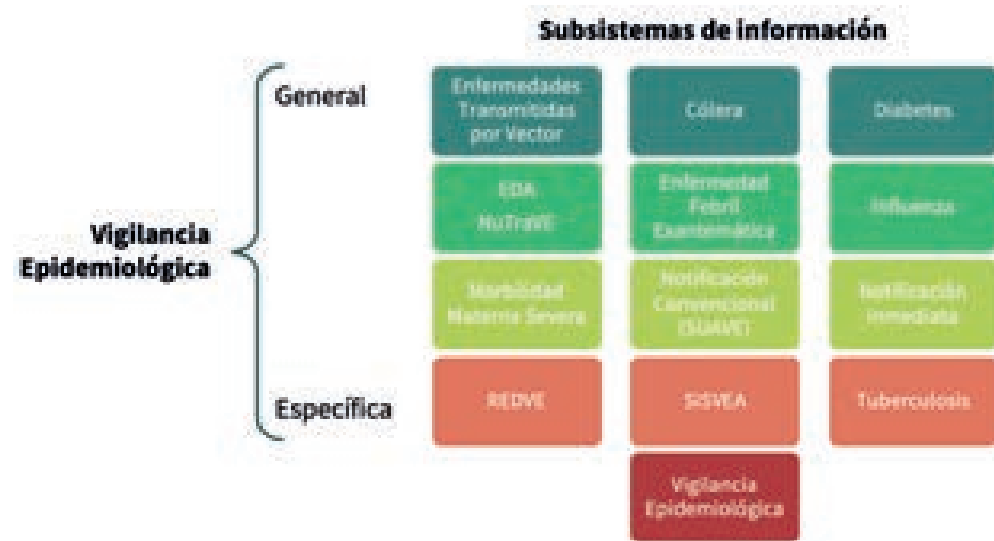 Subsistemas de información
General
Enfermedades
Transmitidas
por Vector
Cólera
Diabetes
EDA
NuTraVE
Enfermedad
Febril
Exantemática
Influenza
Vigilancia
Epidemiológica
Morbilidad
Materna Severa
Notificación
Convencional
(SUAVE)
Notificación
inmediata
Específica
REDVE
SISVEA
Tuberculosis
Vigilancia
Epidemiológica